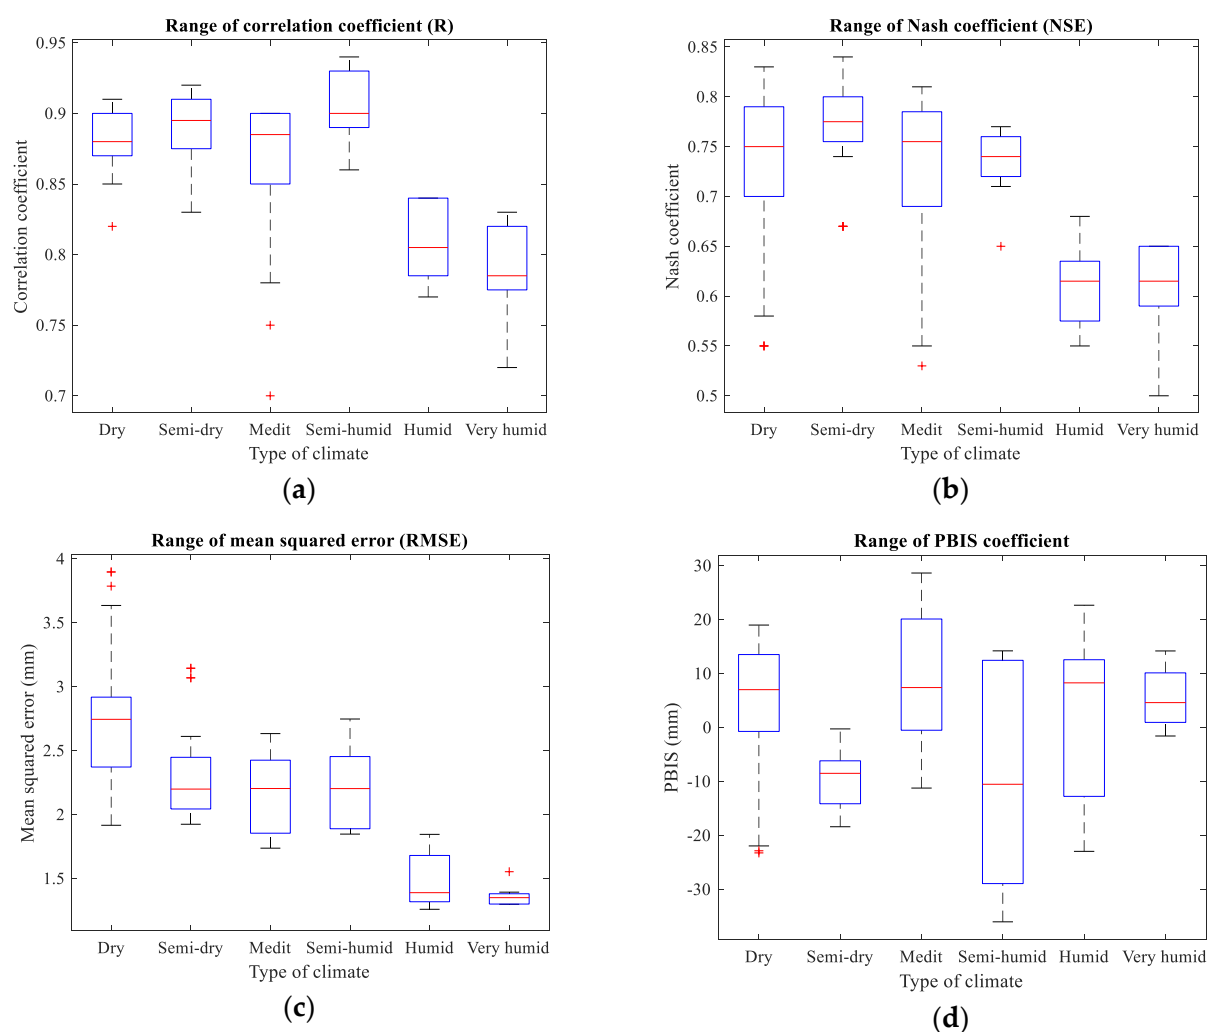 Range of correlation coefficient (R)
0.95
0.9
0.85
0.8
0.75
0.7
Correlation coefficient
Dry Semi-dry Medit Semi-humid Humid Very humid
Type of climate
(a)
Range of Nash coefficient (NSE)
0.85
0.8
0.75
0.7
0.65
0.6
0.55
0.5
Nash coefficient
Dry Semi-dry Medit Semi-humid Humid Very humid
Type of climate
(b)
Range of mean squared error (RMSE)
4
3.5
3
2.5
2
1.5
Mean squared error (mm)
Dry Semi-dry Medit Semi-humid Humid Very humid
Type of climate
(c)
Range of PBIS coefficient
30
20
10
0
-10
-20
-30
PBIS (mm)
Dry Semi-dry Medit Semi-humid Humid Very humid
Type of climate
(d)